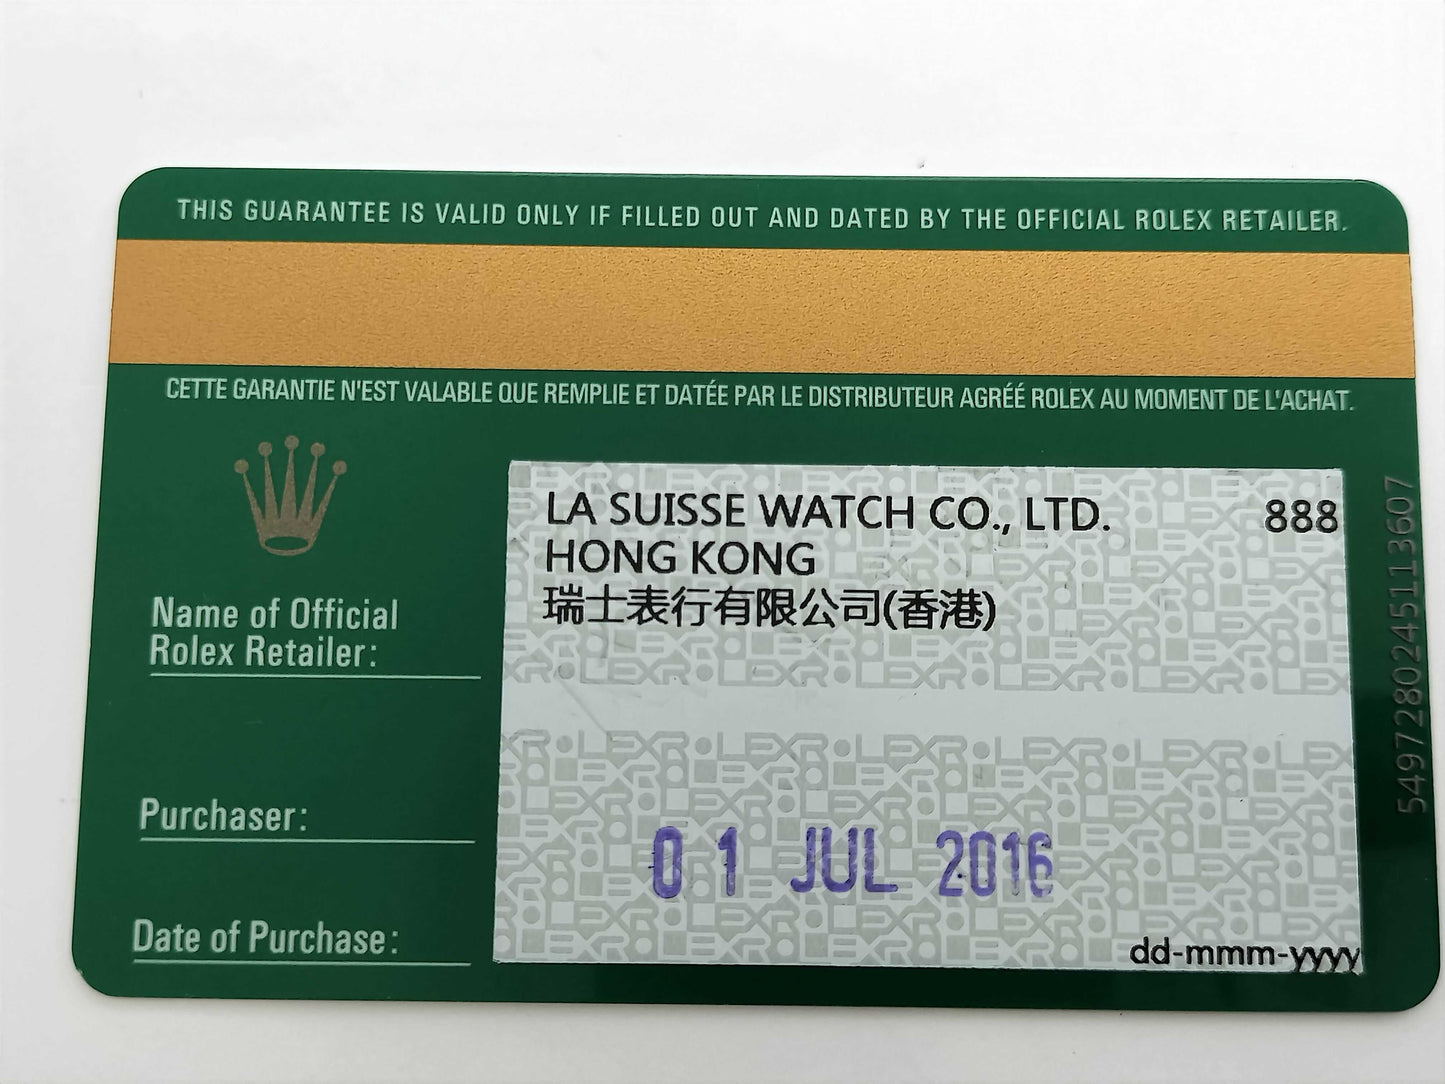 THIS GUARANTEE IS VALID ONLY IF FILLED OUT AND DATED BY THE OFFICIAL ROLEX RETAILER.
CETTE GARANTIE N'EST VALABLE QUE REMPLIE ET DATÉE PAR LE DISTRIBUTEUR AGRÉÉ ROLEX AU MOMENT DE L'ACHAT.
LA SUISSE WATCH CO., LTD. 888
HONG KONG
瑞士表行有限公司(香港)
Name of Official
Rolex Retailer:
Purchaser:
01 JUL 2016
Date of Purchase:
dd-mmm-yyyy
5497280245113607